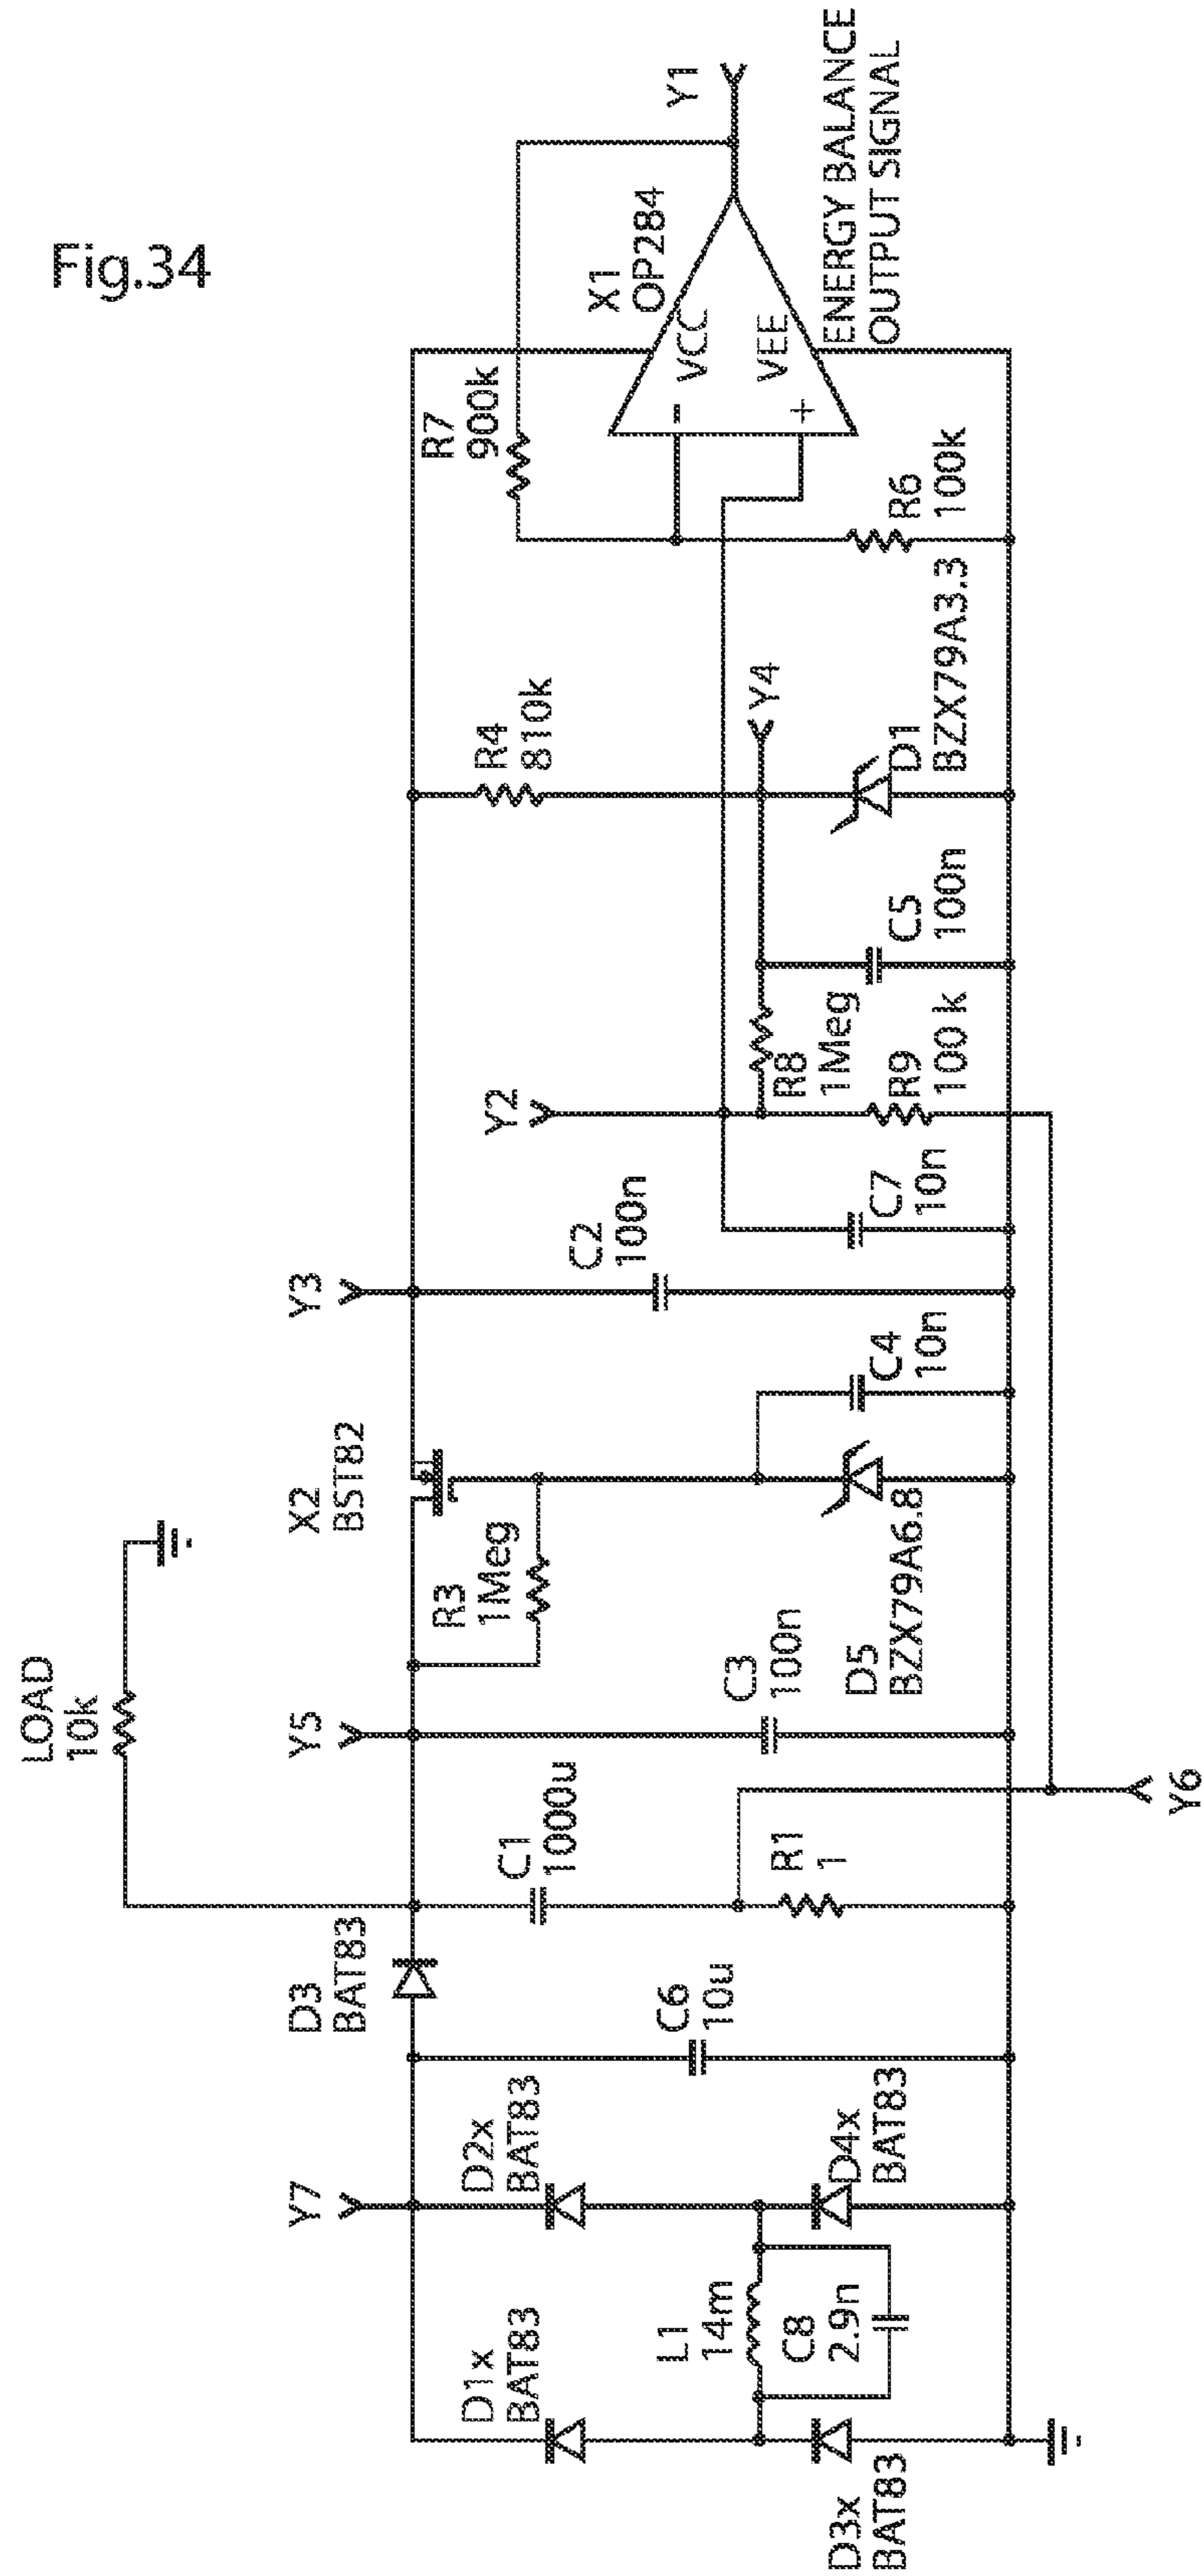 Fig.34
LOAD
10k
D3x
BAT83
D1x
BAT83
L1
14m
C8
2.9n
Y7
D2x
BAT83
D4x
BAT83
C6
10u
D3
BAT83
C1
1000u
R1
1
Y6
Y5
C3
100n
R3
1Meg
D5
BZX79A6.8
X2
BST82
C4
10n
Y3
C2
100n
C7
10n
Y2
R8
1Meg
R9
100 k
C5
100n
R4
810k
Y4
D1
BZX79A3.3
R7
900k
R6
100k
X1
OP284
VCC
VEE
-
+
Y1
ENERGY BALANCE
OUTPUT SIGNAL